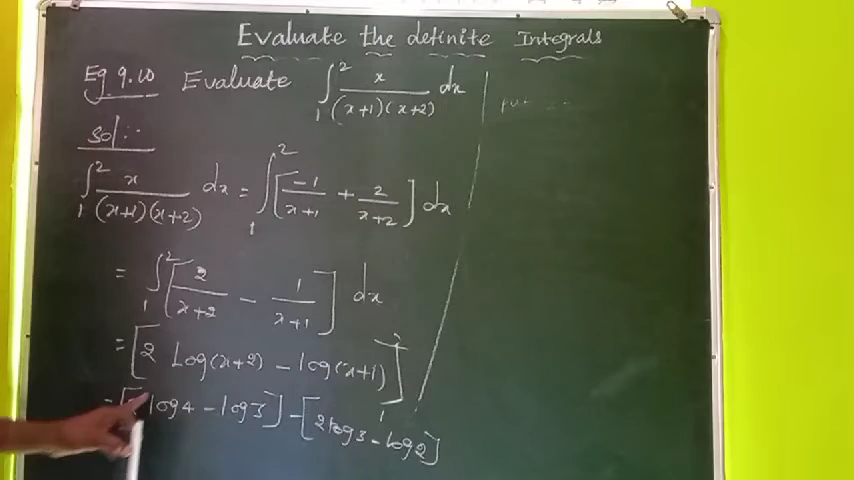 Evaluate the definite Integrals
Eg 9.10 Evaluate ∫₁² x/((x+1)(x+2)) dx
Sol:
∫₁² x/((x+1)(x+2)) dx = ∫₁² [-1/(x+1) + 2/(x+2)] dx
= ∫₁² [2/(x+2) - 1/(x+1)] dx
= [2 Log(x+2) - log(x+1)]₁²
= [ log4 - log3] - [2log3 - log2]